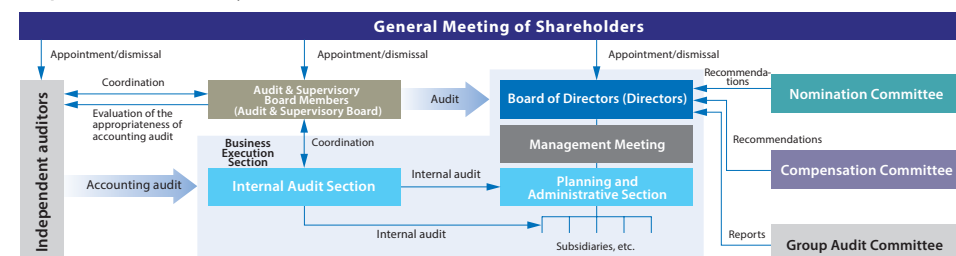 General Meeting of Shareholders
Appointment/dismissal
Appointment/dismissal
Appointment/dismissal
Independent auditors
Coordination
Evaluation of the
appropriateness of
accounting audit
Audit & Supervisory
Board Members
(Audit & Supervisory Board)
Audit
Board of Directors (Directors)
Recommenda-
tions
Nomination Committee
Business
Execution
Section
Coordination
Management Meeting
Recommendations
Compensation Committee
Accounting audit
Internal Audit Section
Internal audit
Planning and
Administrative Section
Internal audit
Subsidiaries, etc.
Reports
Group Audit Committee